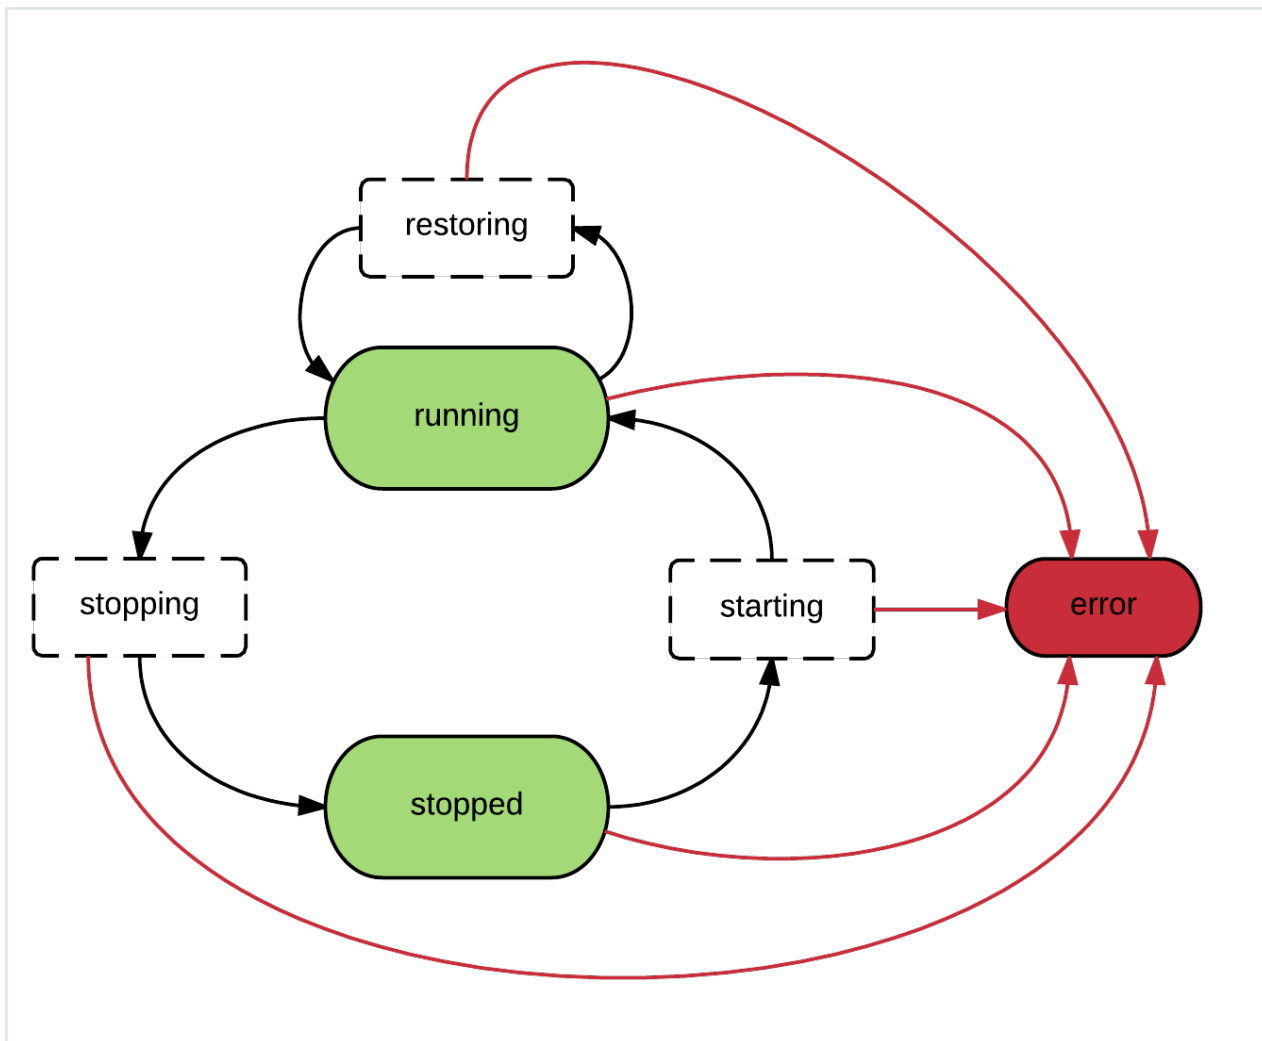 restoring
running
stopping
starting
error
stopped